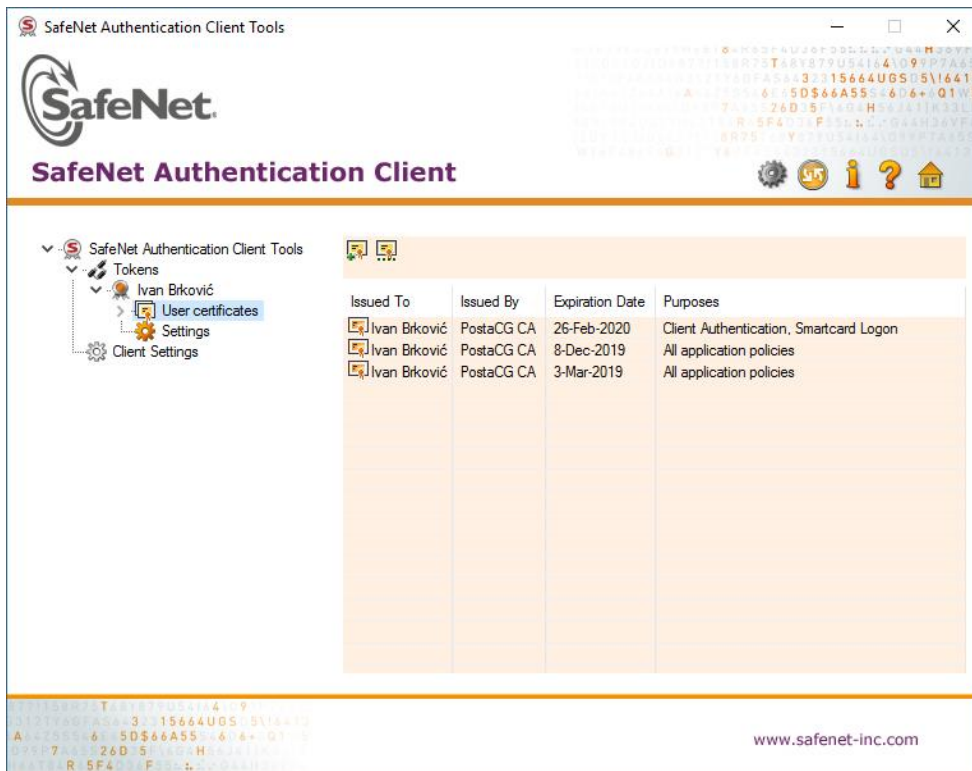 SafeNet Authentication Client Tools
SafeNet.
SafeNet Authentication Client
SafeNet Authentication Client Tools
Tokens
Ivan Brković
User certificates
Settings
Client Settings
Issued To Issued By Expiration Date Purposes
Ivan Brković PostaCG CA 26-Feb-2020 Client Authentication, Smartcard Logon
Ivan Brković PostaCG CA 8-Dec-2019 All application policies
Ivan Brković PostaCG CA 3-Mar-2019 All application policies
www.safenet-inc.com